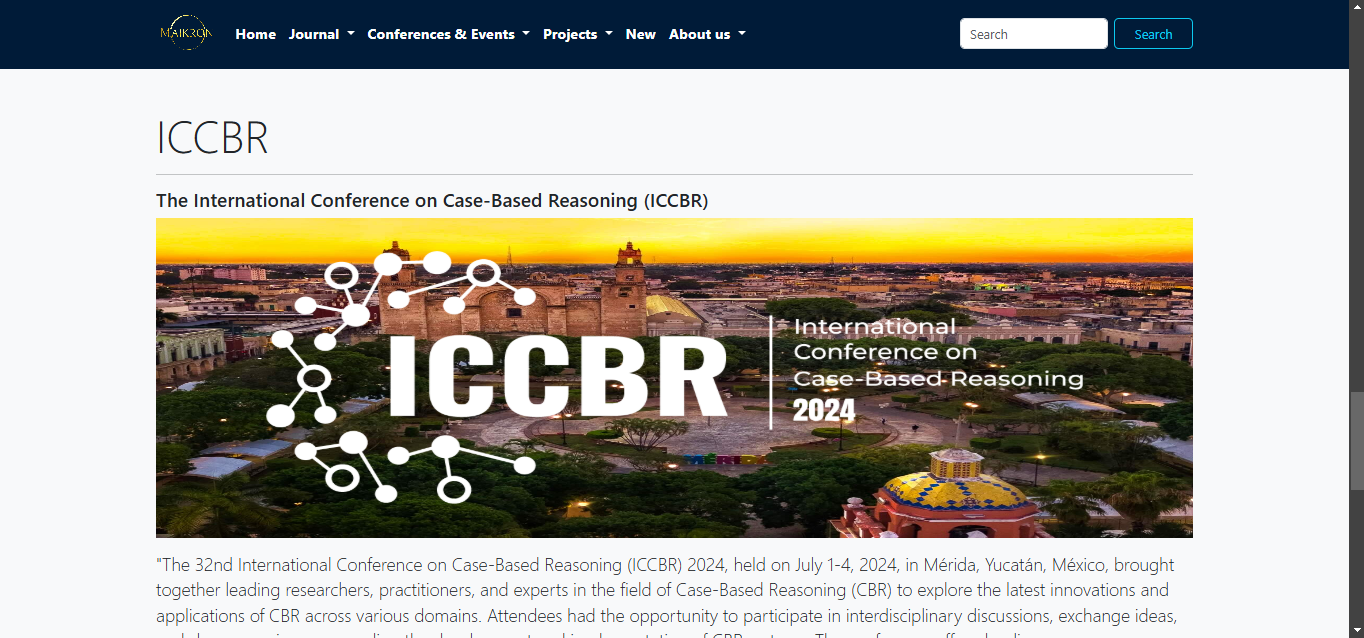 MAIKRON
Home Journal Conferences & Events Projects New About us
Search Search
ICCBR
The International Conference on Case-Based Reasoning (ICCBR)
ICCBR
International
Conference on
Case-Based Reasoning
2024
"The 32nd International Conference on Case-Based Reasoning (ICCBR) 2024, held on July 1-4, 2024, in Mérida, Yucatán, México, brought
together leading researchers, practitioners, and experts in the field of Case-Based Reasoning (CBR) to explore the latest innovations and
applications of CBR across various domains. Attendees had the opportunity to participate in interdisciplinary discussions, exchange ideas,